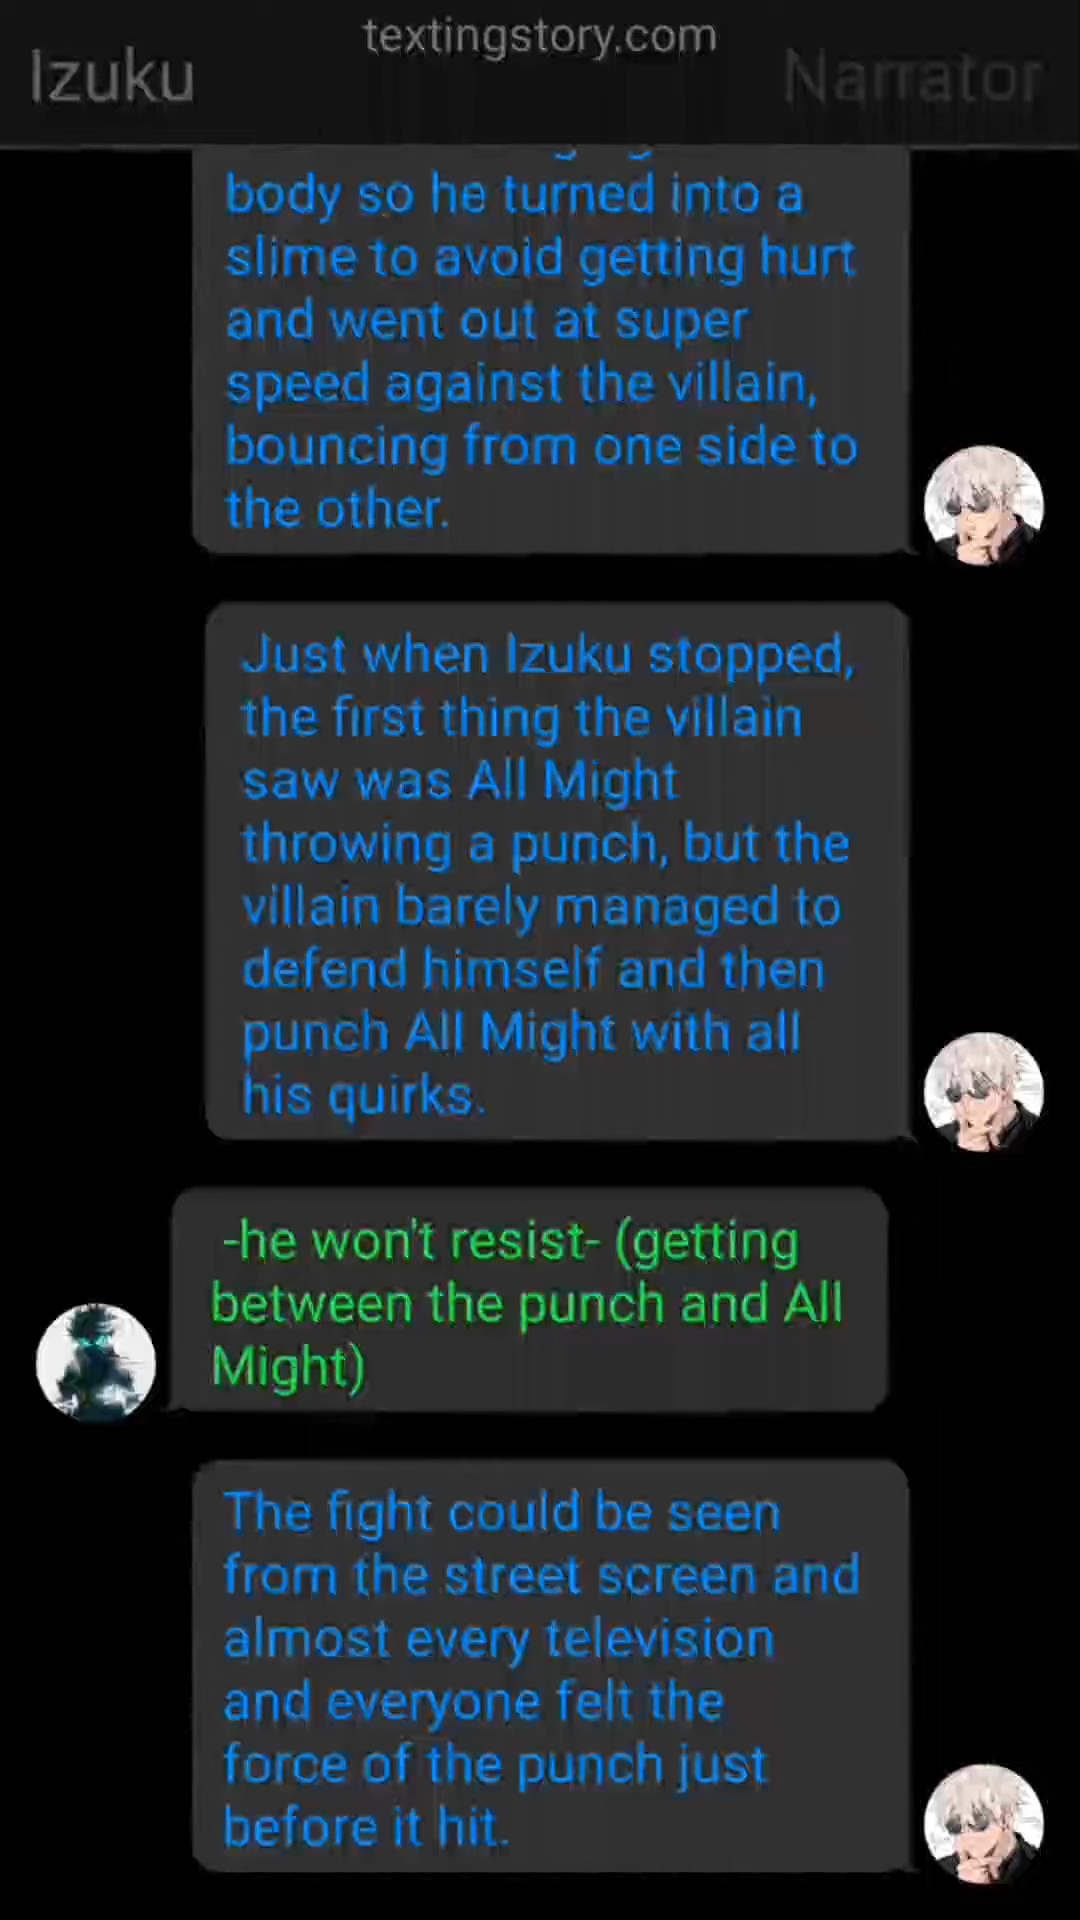 textingstory.com
Izuku
Narrator
body so he turned into a
slime to avoid getting hurt
and went out at super
speed against the villain,
bouncing from one side to
the other.
Just when Izuku stopped,
the first thing the villain
saw was All Might
throwing a punch, but the
villain barely managed to
defend himself and then
punch All Might with all
his quirks.
-he won't resist- (getting
between the punch and All
Might)
The fight could be seen
from the street screen and
almost every television
and everyone felt the
force of the punch just
before it hit.